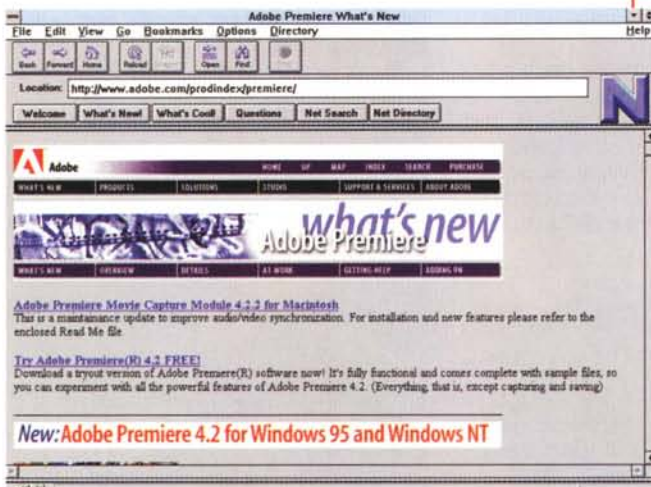 Adobe Premiere What's New
File Edit View Go Bookmarks Options Directory Help
Back Forward Home Reload Open Find
Location: http://www.adobe.com/prodindex/premiere/
Welcome What's New! What's Cool! Questions Net Search Net Directory
N
Adobe HOME UP MAP INDEX SEARCH PURCHASE
WHAT'S NEW PRODUCTS SOLUTIONS STUDIO SUPPORT & SERVICES ABOUT ADOBE
what's new
Adobe Premiere
WHAT'S NEW OVERVIEW DETAILS AT WORK GETTING HELP ADDING ON
Adobe Premiere Movie Capture Module 4.2.2 for Macintosh
This is a maintainance update to improve audio/video synchronization. For installation and new features please refer to the
enclosed Read Me file.
Try Adobe Premiere(R) 4.2 FREE!
Download a tryout version of Adobe Premiere(R) software now! It's fully functional and comes complete with sample files, so
you can experiment with all the powerful features of Adobe Premiere 4.2. (Everything, that is, except capturing and saving)
New: Adobe Premiere 4.2 for Windows 95 and Windows NT